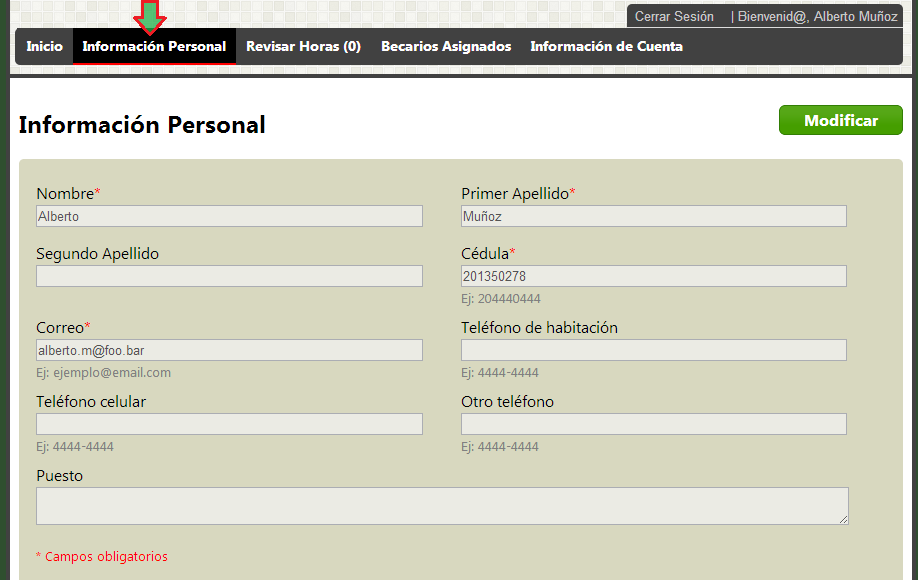 Cerrar Sesión | Bienvenid@, Alberto Muñoz
Inicio Información Personal Revisar Horas (0) Becarios Asignados Información de Cuenta
Información Personal Modificar
Nombre* Primer Apellido*
Alberto Muñoz
Segundo Apellido Cédula*
201350278
Ej: 204440444
Correo* Teléfono de habitación
alberto.m@foo.bar
Ej: ejemplo@email.com Ej: 4444-4444
Teléfono celular Otro teléfono
Ej: 4444-4444 Ej: 4444-4444
Puesto
* Campos obligatorios